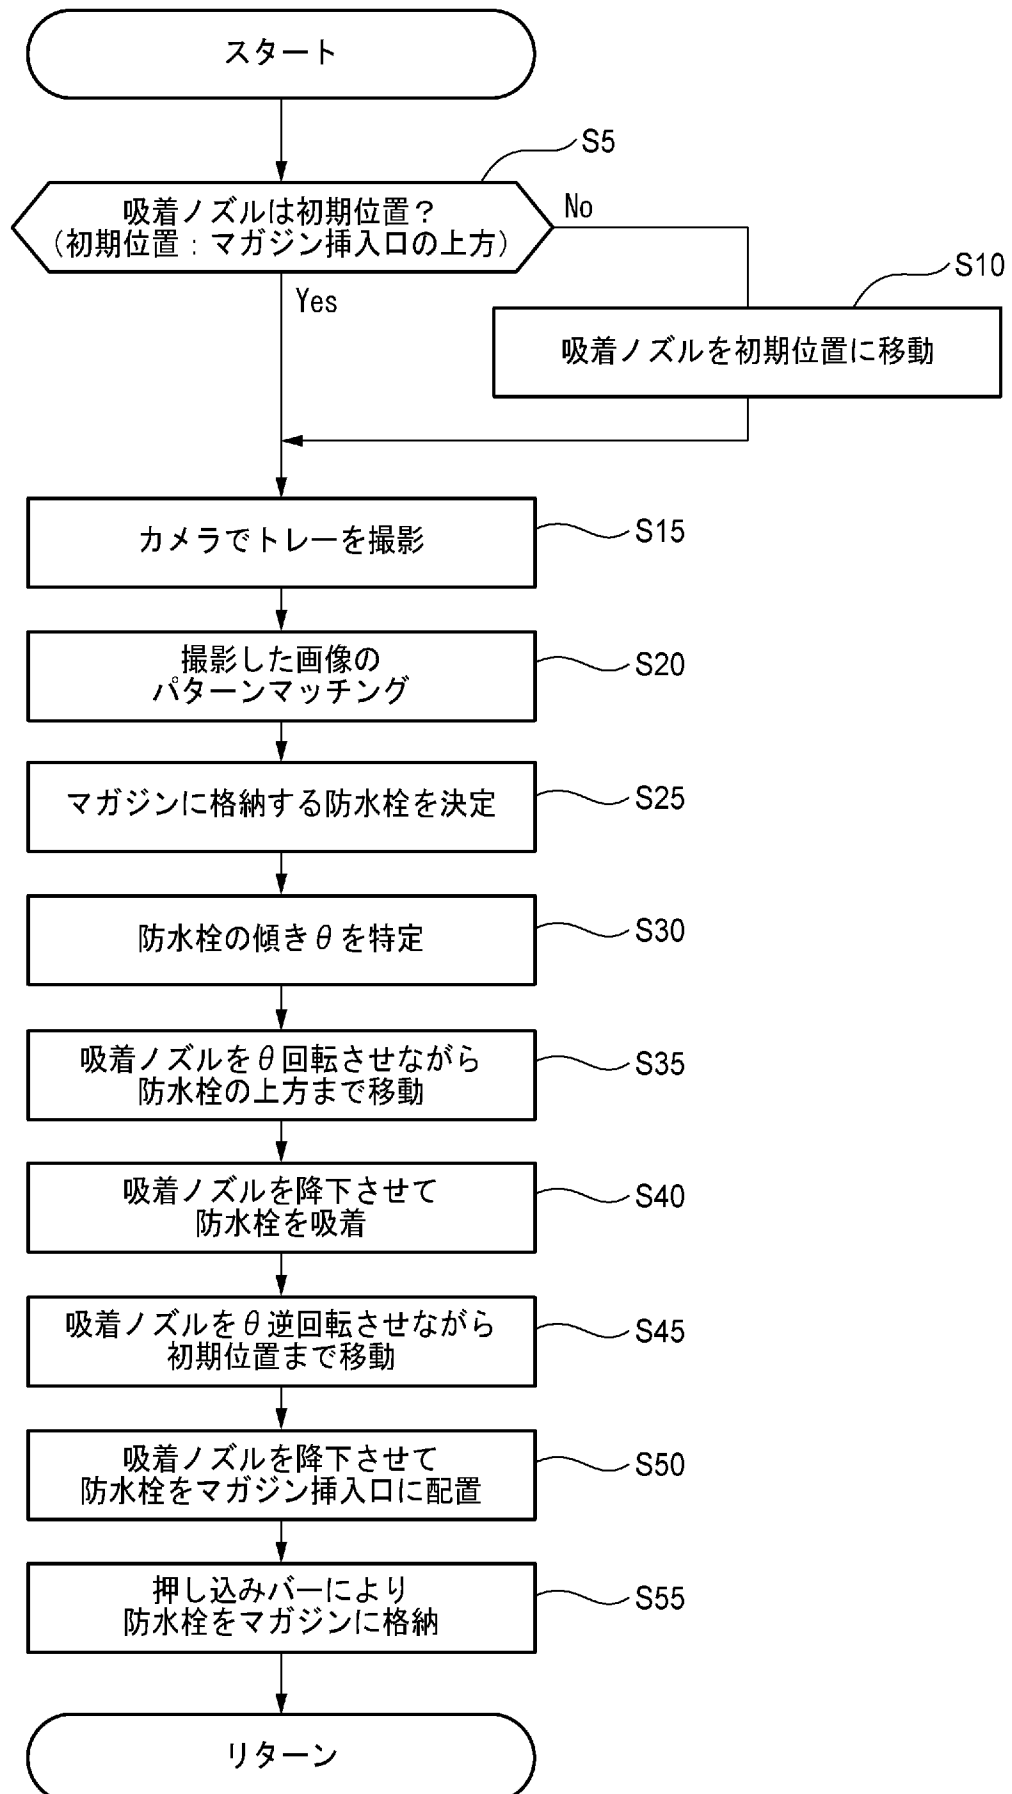 スタート
S5
吸着ノズルは初期位置？
（初期位置：マガジン挿入口の上方）
No
Yes
S10
吸着ノズルを初期位置に移動
カメラでトレーを撮影
S15
撮影した画像の
パターンマッチング
S20
マガジンに格納する防水栓を決定
S25
防水栓の傾きθを特定
S30
吸着ノズルをθ回転させながら
防水栓の上方まで移動
S35
吸着ノズルを降下させて
防水栓を吸着
S40
吸着ノズルをθ逆回転させながら
初期位置まで移動
S45
吸着ノズルを降下させて
防水栓をマガジン挿入口に配置
S50
押し込みバーにより
防水栓をマガジンに格納
S55
リターン